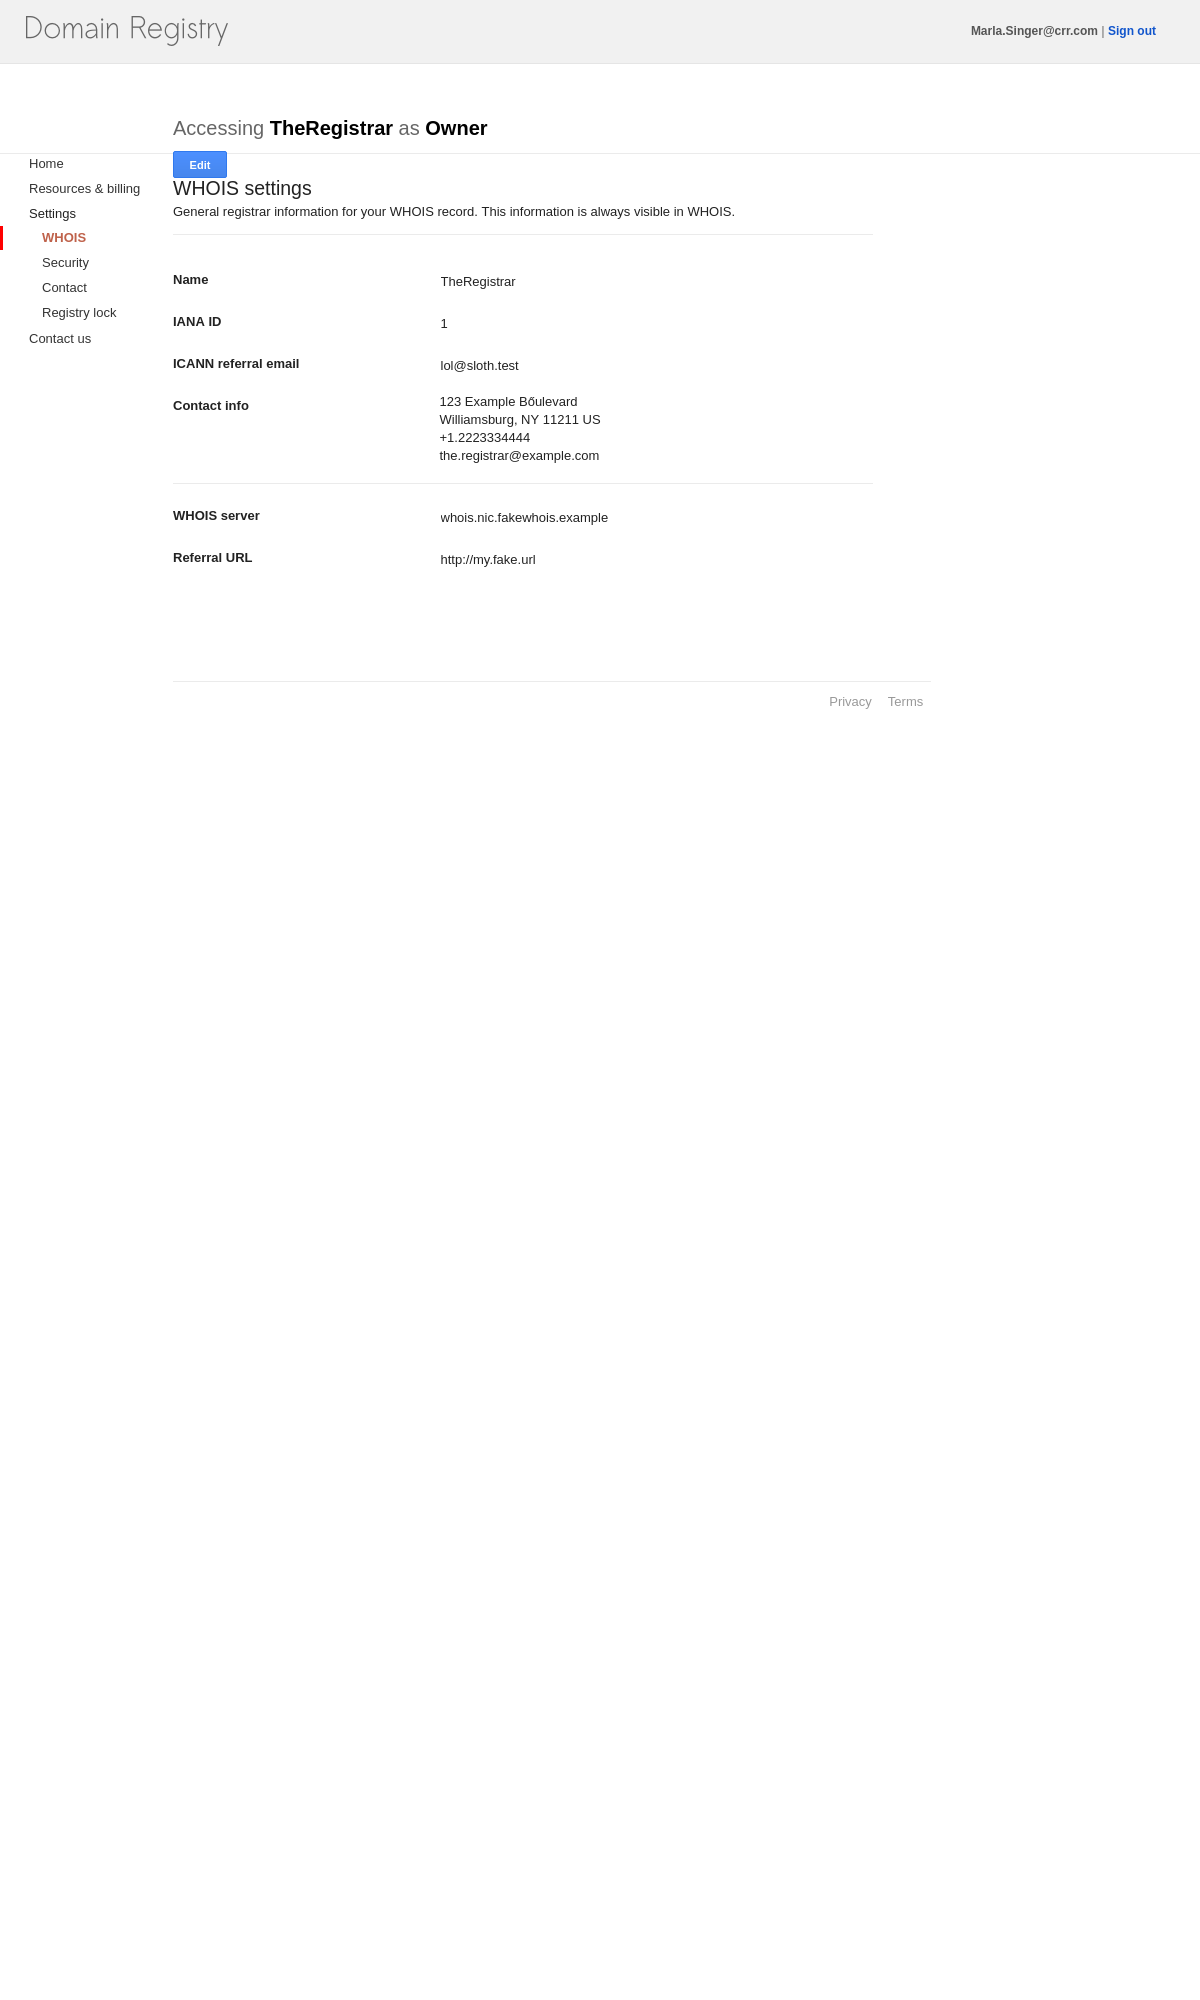 Domain Registry
Marla.Singer@crr.com | Sign out
Accessing TheRegistrar as Owner
Home
Resources & billing
Settings
WHOIS
Security
Contact
Registry lock
Contact us
Edit
WHOIS settings
General registrar information for your WHOIS record. This information is always visible in WHOIS.
Name
TheRegistrar
IANA ID
1
ICANN referral email
lol@sloth.test
Contact info
123 Example Bőulevard
Williamsburg, NY 11211 US
+1.2223334444
the.registrar@example.com
WHOIS server
whois.nic.fakewhois.example
Referral URL
http://my.fake.url
Privacy Terms